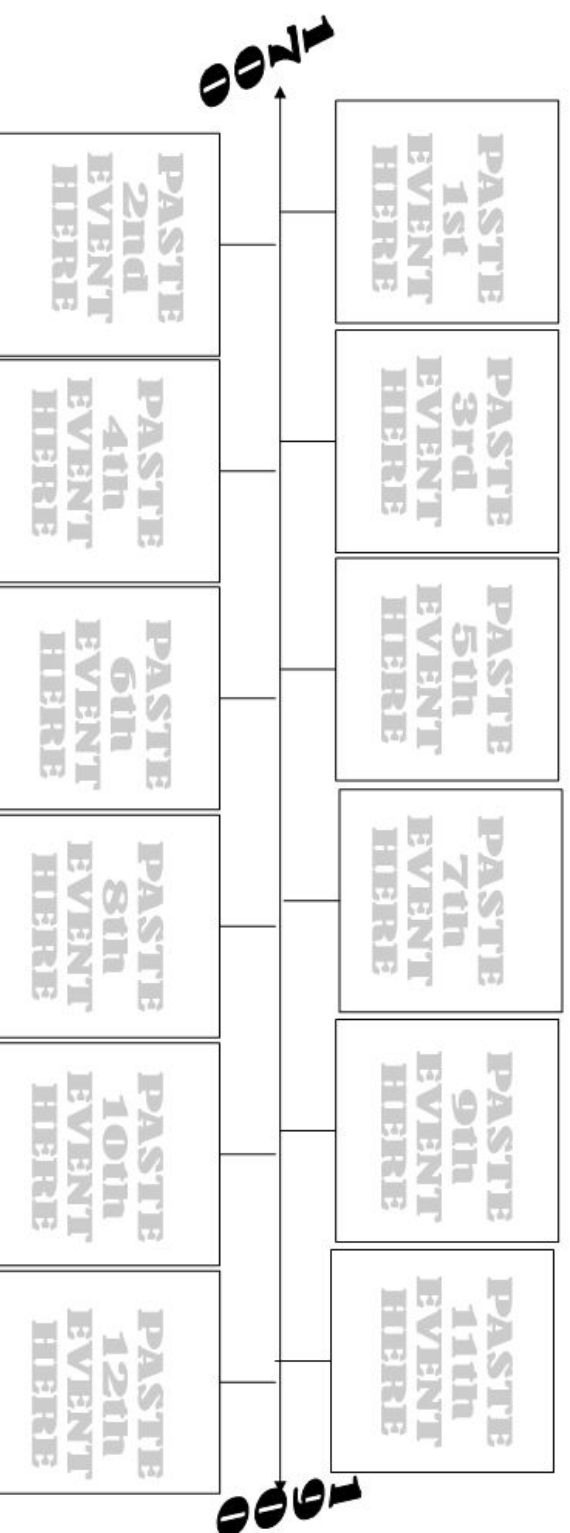 PASTE
1st
EVENT
HERE
PASTE
3rd
EVENT
HERE
PASTE
5th
EVENT
HERE
PASTE
7th
EVENT
HERE
PASTE
9th
EVENT
HERE
PASTE
11th
EVENT
HERE
1700
1900
PASTE
2nd
EVENT
HERE
PASTE
4th
EVENT
HERE
PASTE
6th
EVENT
HERE
PASTE
8th
EVENT
HERE
PASTE
10th
EVENT
HERE
PASTE
12th
EVENT
HERE